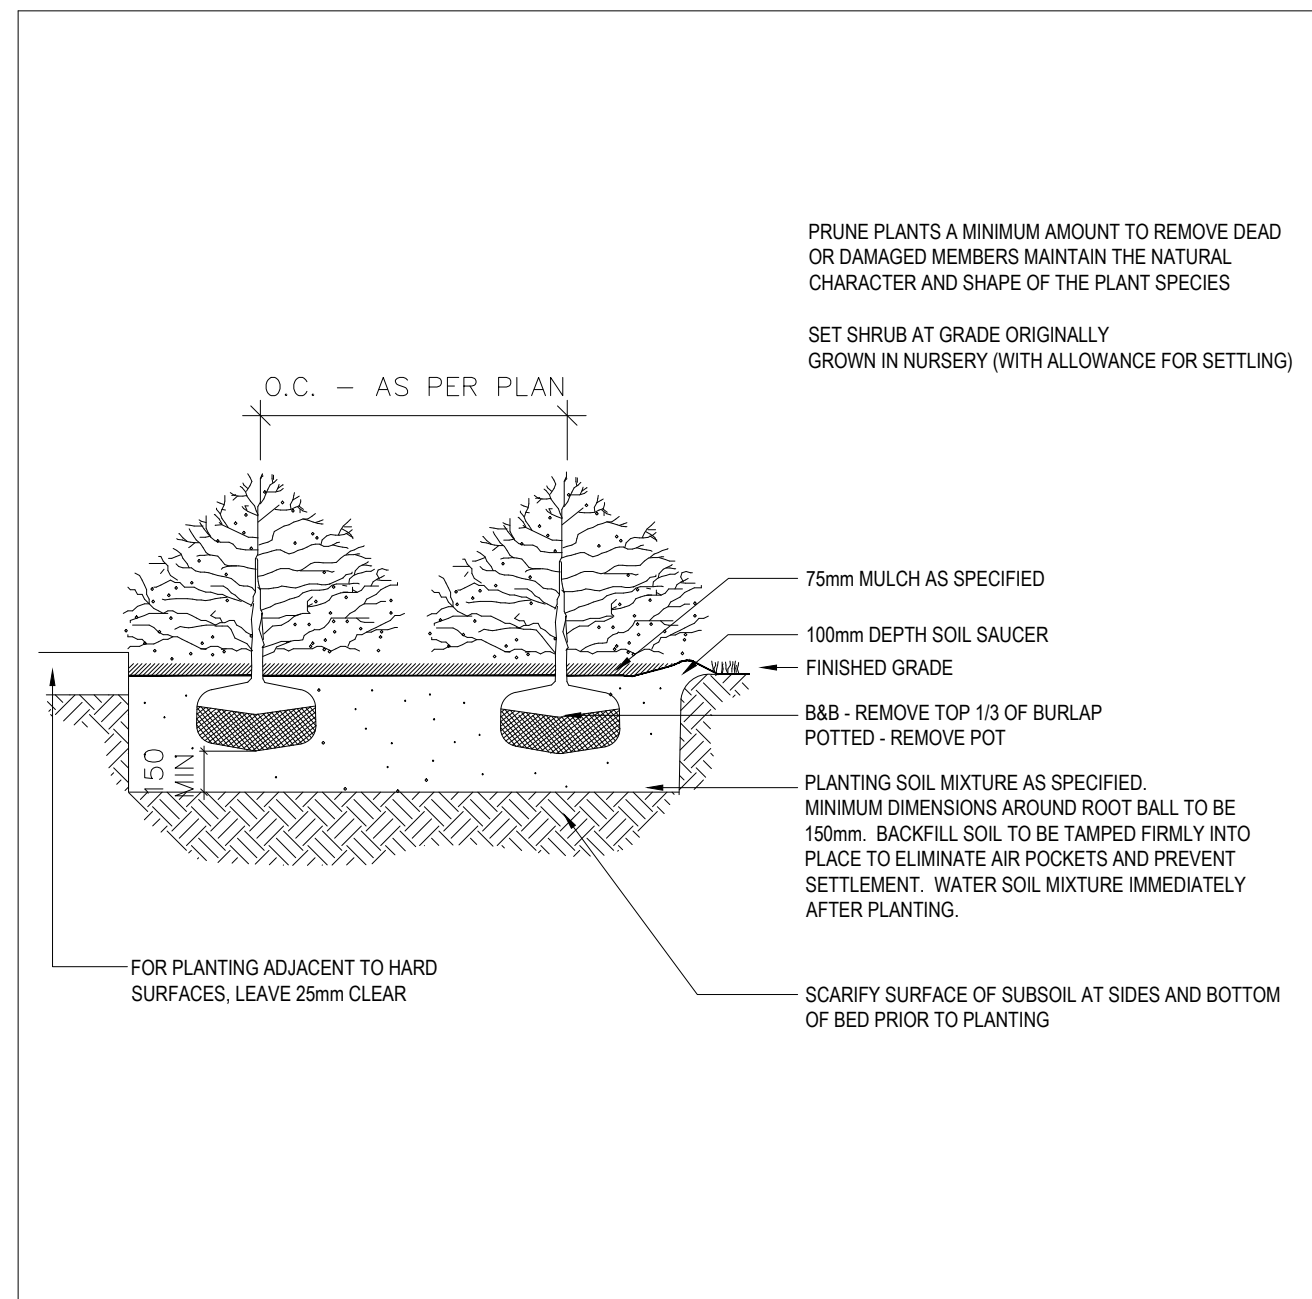 PRUNE PLANTS A MINIMUM AMOUNT TO REMOVE DEAD
OR DAMAGED MEMBERS MAINTAIN THE NATURAL
CHARACTER AND SHAPE OF THE PLANT SPECIES
SET SHRUB AT GRADE ORIGINALLY
GROWN IN NURSERY (WITH ALLOWANCE FOR SETTLING)
O.C. – AS PER PLAN
75mm MULCH AS SPECIFIED
100mm DEPTH SOIL SAUCER
FINISHED GRADE
B&B - REMOVE TOP 1/3 OF BURLAP
POTTED - REMOVE POT
150
MIN.
PLANTING SOIL MIXTURE AS SPECIFIED.
MINIMUM DIMENSIONS AROUND ROOT BALL TO BE
150mm. BACKFILL SOIL TO BE TAMPED FIRMLY INTO
PLACE TO ELIMINATE AIR POCKETS AND PREVENT
SETTLEMENT. WATER SOIL MIXTURE IMMEDIATELY
AFTER PLANTING.
FOR PLANTING ADJACENT TO HARD
SURFACES, LEAVE 25mm CLEAR
SCARIFY SURFACE OF SUBSOIL AT SIDES AND BOTTOM
OF BED PRIOR TO PLANTING